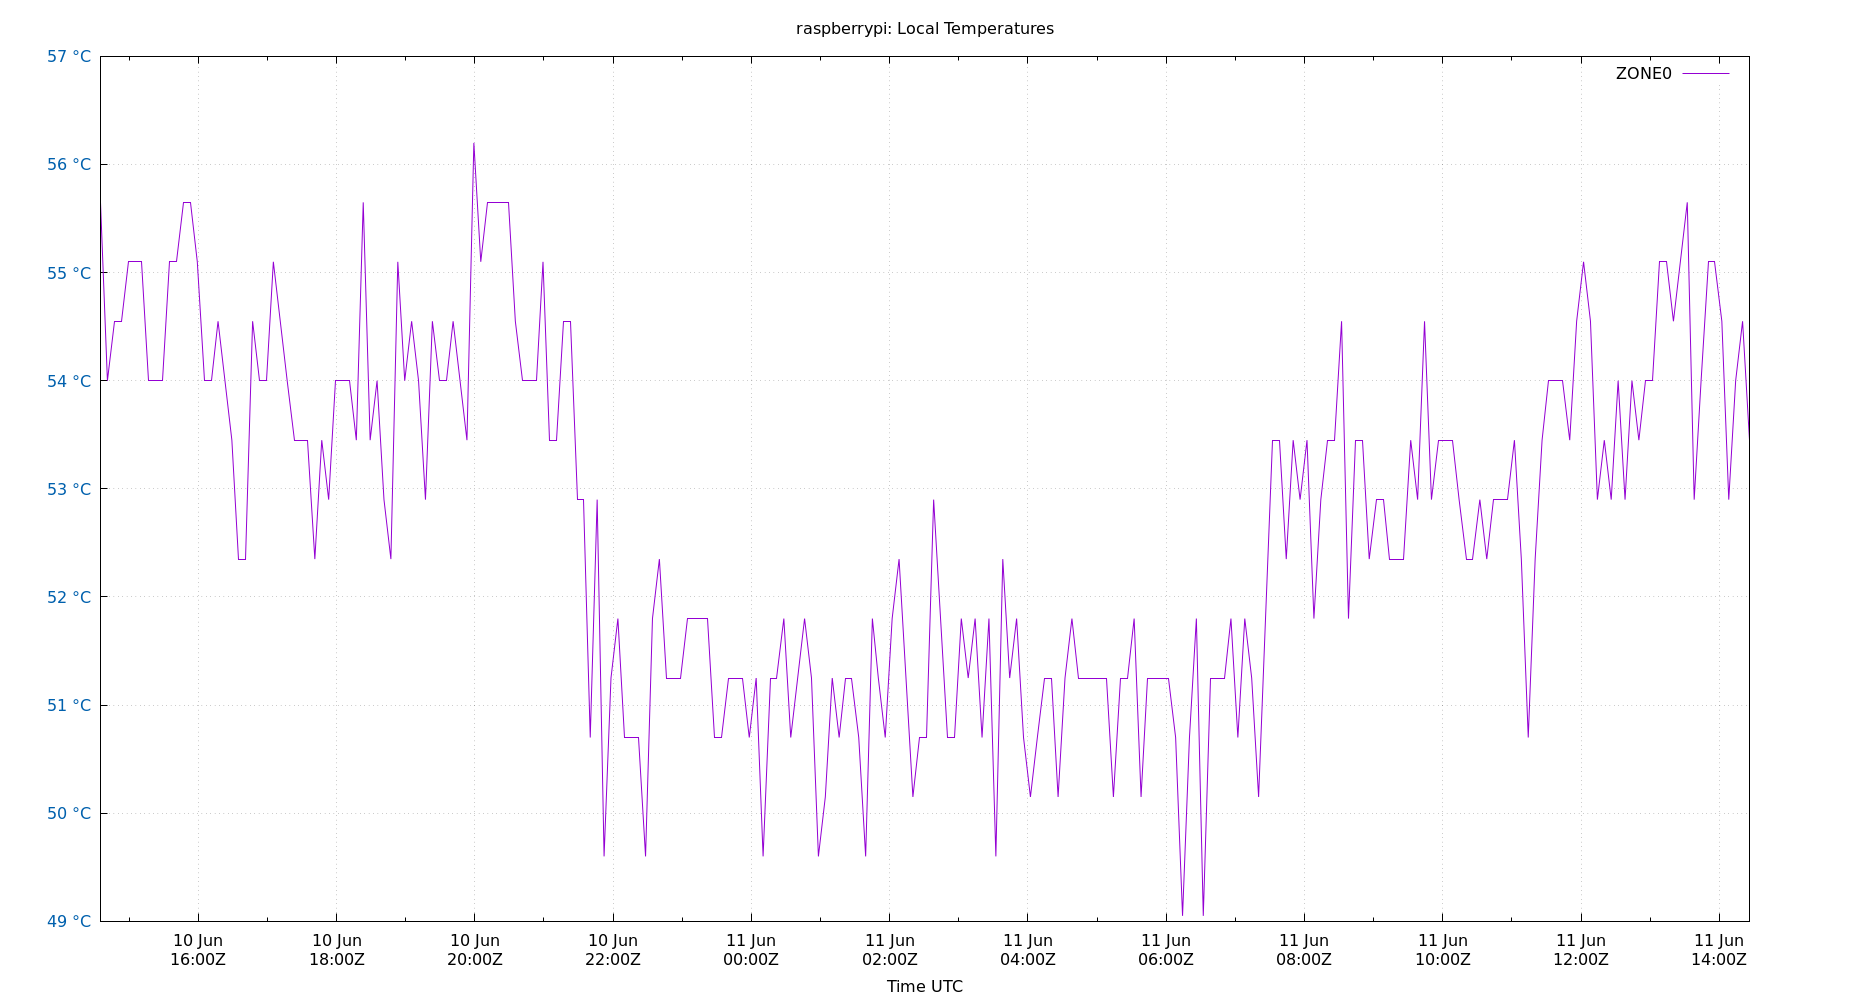 raspberrypi: Local Temperatures
57 °C
ZONE0
56 °C
55 °C
54 °C
53 °C
52 °C
51 °C
50 °C
49 °C
10 Jun 10 Jun 10 Jun 10 Jun 11 Jun 11 Jun 11 Jun 11 Jun 11 Jun 11 Jun 11 Jun 11 Jun
16:00Z 18:00Z 20:00Z 22:00Z 00:00Z 02:00Z 04:00Z 06:00Z 08:00Z 10:00Z 12:00Z 14:00Z
Time UTC